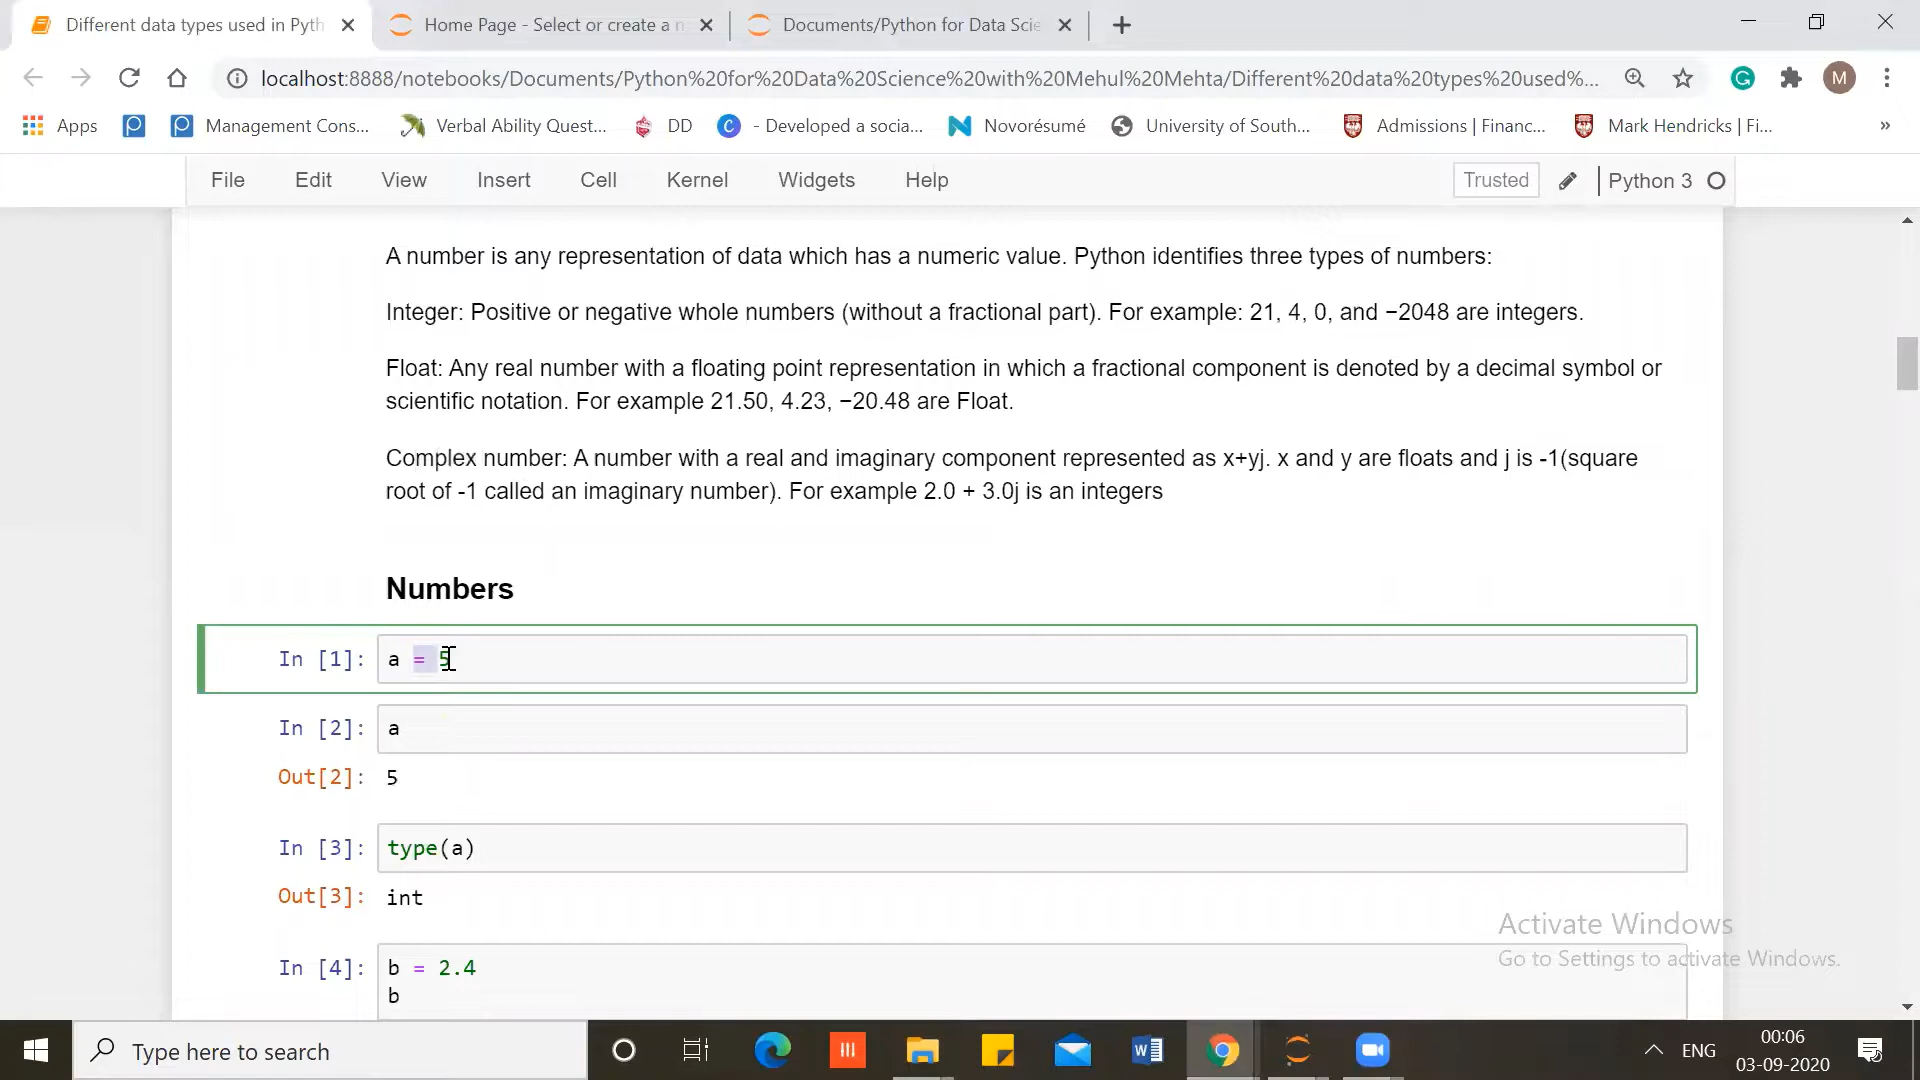 Different data types used in Pyth
Home Page - Select or create a n
Documents/Python for Data Scie
localhost:8888/notebooks/Documents/Python%20for%20Data%20Science%20with%20Mehul%20Mehta/Different%20data%20types%20used%...
G
M
Apps
Management Cons...
Verbal Ability Quest...
DD
C
- Developed a socia...
Novorésumé
University of South...
Admissions | Financ...
Mark Hendricks | Fi...
»
File
Edit
View
Insert
Cell
Kernel
Widgets
Help
Trusted
Python 3
A number is any representation of data which has a numeric value. Python identifies three types of numbers:
Integer: Positive or negative whole numbers (without a fractional part). For example: 21, 4, 0, and −2048 are integers.
Float: Any real number with a floating point representation in which a fractional component is denoted by a decimal symbol or
scientific notation. For example 21.50, 4.23, −20.48 are Float.
Complex number: A number with a real and imaginary component represented as x+yj. x and y are floats and j is -1(square
root of -1 called an imaginary number). For example 2.0 + 3.0j is an integers
Numbers
In [1]: a = 5
In [2]: a
Out[2]: 5
In [3]: type(a)
Out[3]: int
In [4]: b = 2.4
b
Activate Windows
Go to Settings to activate Windows.
Type here to search
ENG
00:06
03-09-2020